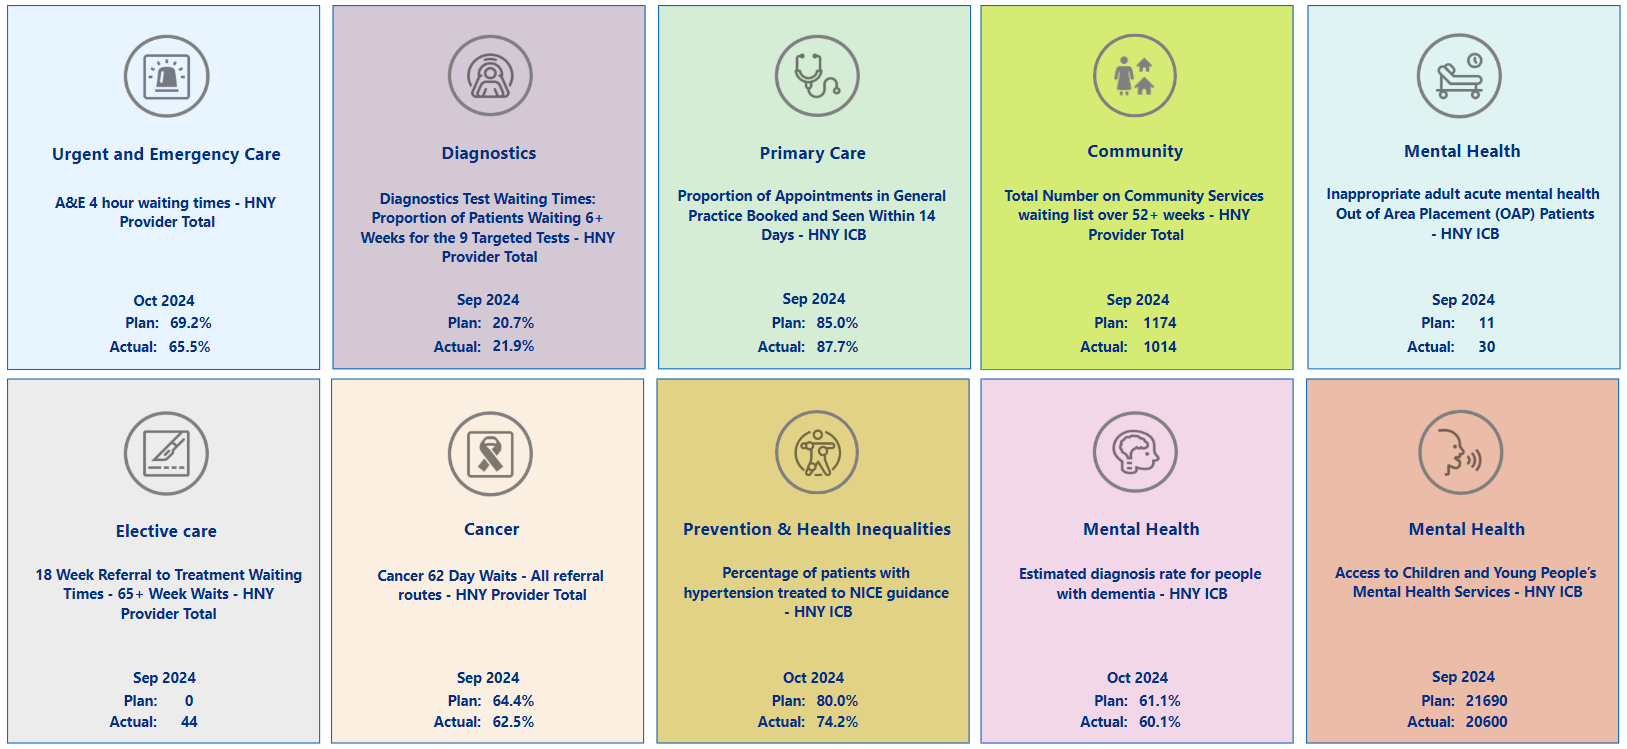 Urgent and Emergency Care
A&E 4 hour waiting times - HNY
Provider Total
Oct 2024
Plan: 69.2%
Actual: 65.5%
Diagnostics
Diagnostics Test Waiting Times:
Proportion of Patients Waiting 6+
Weeks for the 9 Targeted Tests - HNY
Provider Total
Sep 2024
Plan: 20.7%
Actual: 21.9%
Primary Care
Proportion of Appointments in General
Practice Booked and Seen Within 14
Days - HNY ICB
Sep 2024
Plan: 85.0%
Actual: 87.7%
Community
Total Number on Community Services
waiting list over 52+ weeks - HNY
Provider Total
Sep 2024
Plan: 1174
Actual: 1014
Mental Health
Inappropriate adult acute mental health
Out of Area Placement (OAP) Patients
- HNY ICB
Sep 2024
Plan: 11
Actual: 30
Elective care
18 Week Referral to Treatment Waiting
Times - 65+ Week Waits - HNY
Provider Total
Sep 2024
Plan: 0
Actual: 44
Cancer
Cancer 62 Day Waits - All referral
routes - HNY Provider Total
Sep 2024
Plan: 64.4%
Actual: 62.5%
Prevention & Health Inequalities
Percentage of patients with
hypertension treated to NICE guidance
- HNY ICB
Oct 2024
Plan: 80.0%
Actual: 74.2%
Mental Health
Estimated diagnosis rate for people
with dementia - HNY ICB
Oct 2024
Plan: 61.1%
Actual: 60.1%
Mental Health
Access to Children and Young People's
Mental Health Services - HNY ICB
Sep 2024
Plan: 21690
Actual: 20600